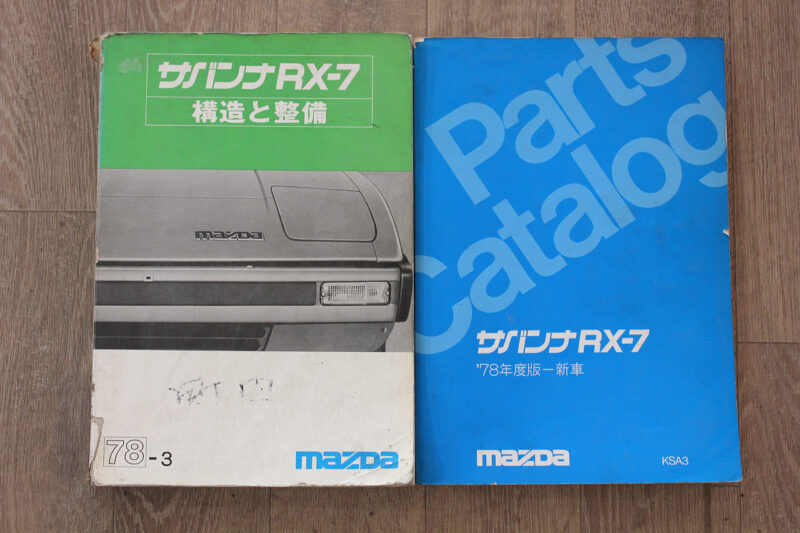 サバンナRX-7
構造と整備
mazda
78-3
mazda
Parts
Catalog
サバンナRX-7
'78年度版－新車
mazda
KSA3